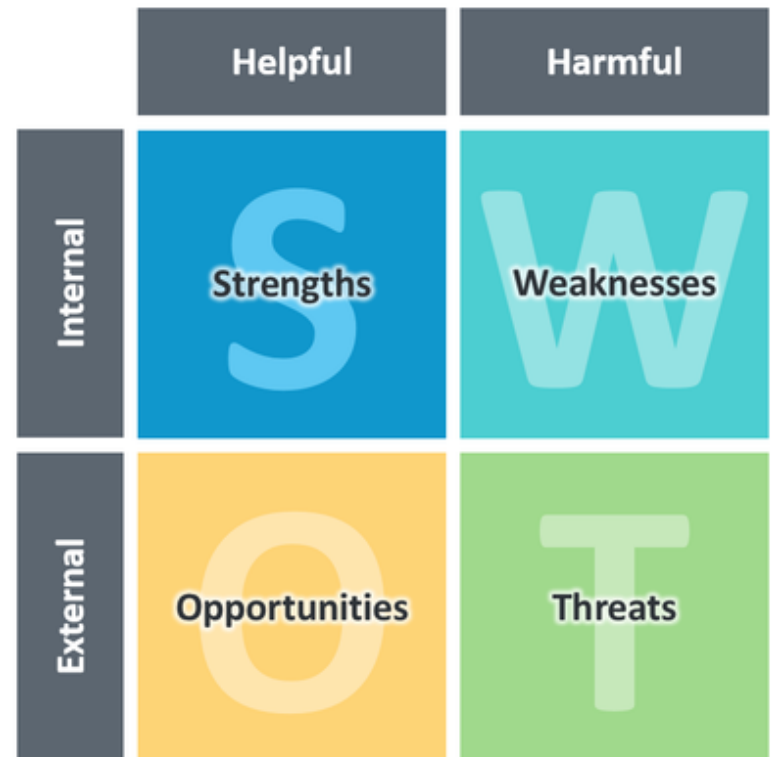 Helpful
Harmful
Internal
S
Strengths
W
Weaknesses
External
O
Opportunities
T
Threats